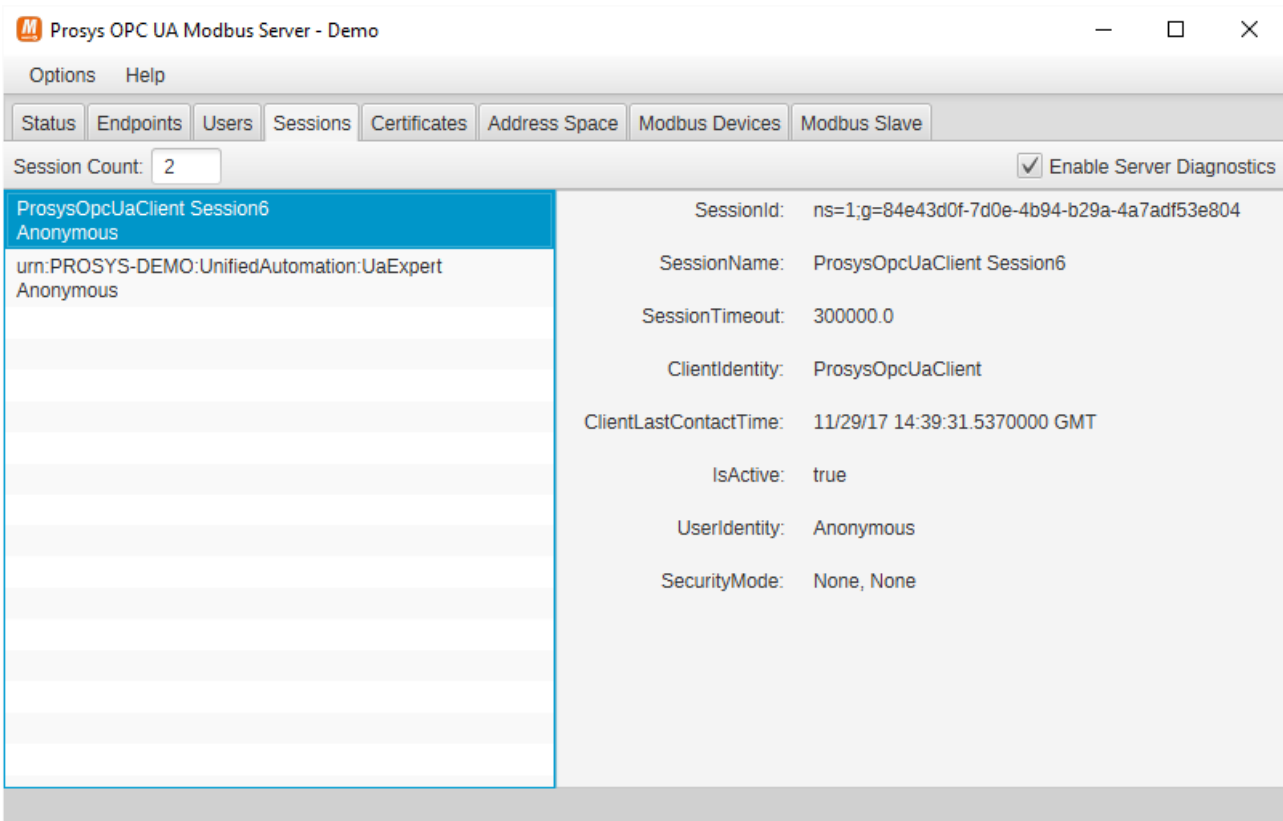 Prosys OPC UA Modbus Server - Demo
Options Help
Status Endpoints Users Sessions Certificates Address Space Modbus Devices Modbus Slave
Session Count: 2 Enable Server Diagnostics
ProsysOpcUaClient Session6
Anonymous
urn:PROSYS-DEMO:UnifiedAutomation:UaExpert
Anonymous
SessionId: ns=1;g=84e43d0f-7d0e-4b94-b29a-4a7adf53e804
SessionName: ProsysOpcUaClient Session6
SessionTimeout: 300000.0
ClientIdentity: ProsysOpcUaClient
ClientLastContactTime: 11/29/17 14:39:31.5370000 GMT
IsActive: true
UserIdentity: Anonymous
SecurityMode: None, None